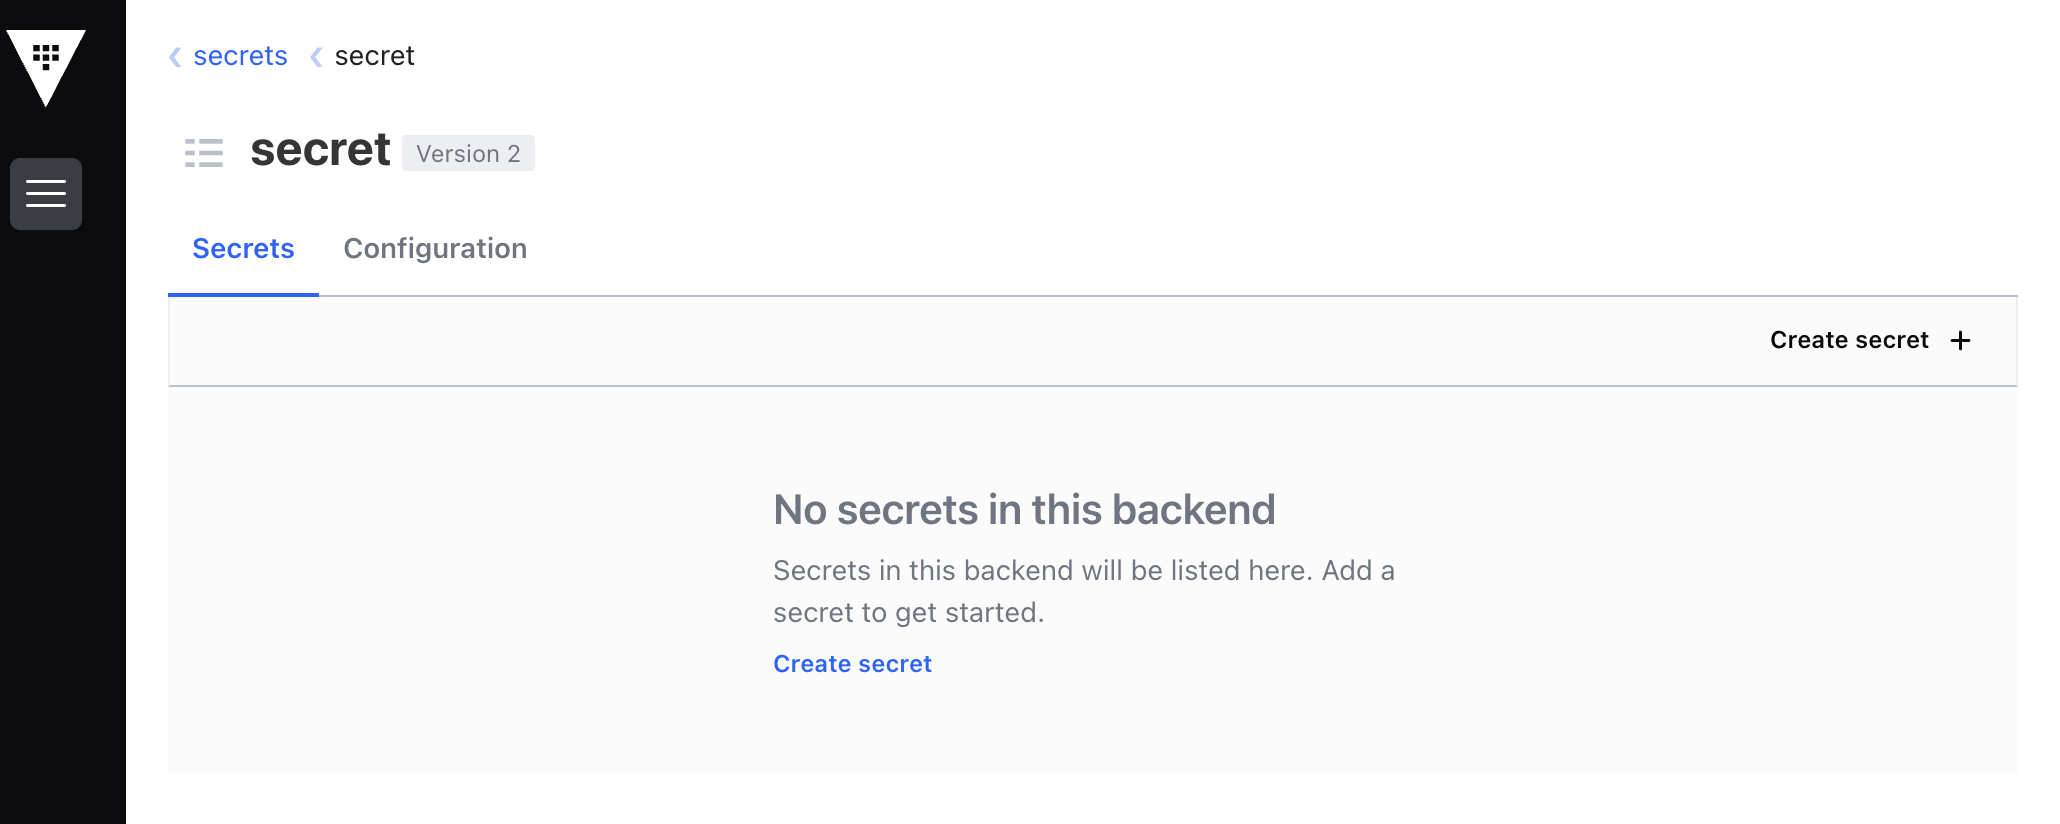 secrets secret
secret Version 2
Secrets Configuration
Create secret +
No secrets in this backend
Secrets in this backend will be listed here. Add a
secret to get started.
Create secret